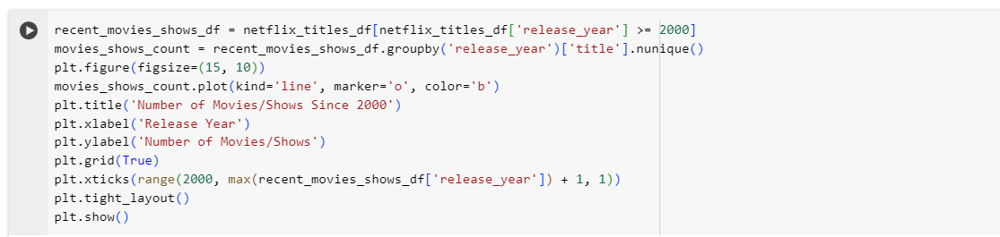 recent_movies_shows_df = netflix_titles_df[netflix_titles_df['release_year'] >= 2000]
movies_shows_count = recent_movies_shows_df.groupby('release_year')['title'].nunique()
plt.figure(figsize=(15, 10))
movies_shows_count.plot(kind='line', marker='o', color='b')
plt.title('Number of Movies/Shows Since 2000')
plt.xlabel('Release Year')
plt.ylabel('Number of Movies/Shows')
plt.grid(True)
plt.xticks(range(2000, max(recent_movies_shows_df['release_year']) + 1, 1))
plt.tight_layout()
plt.show()